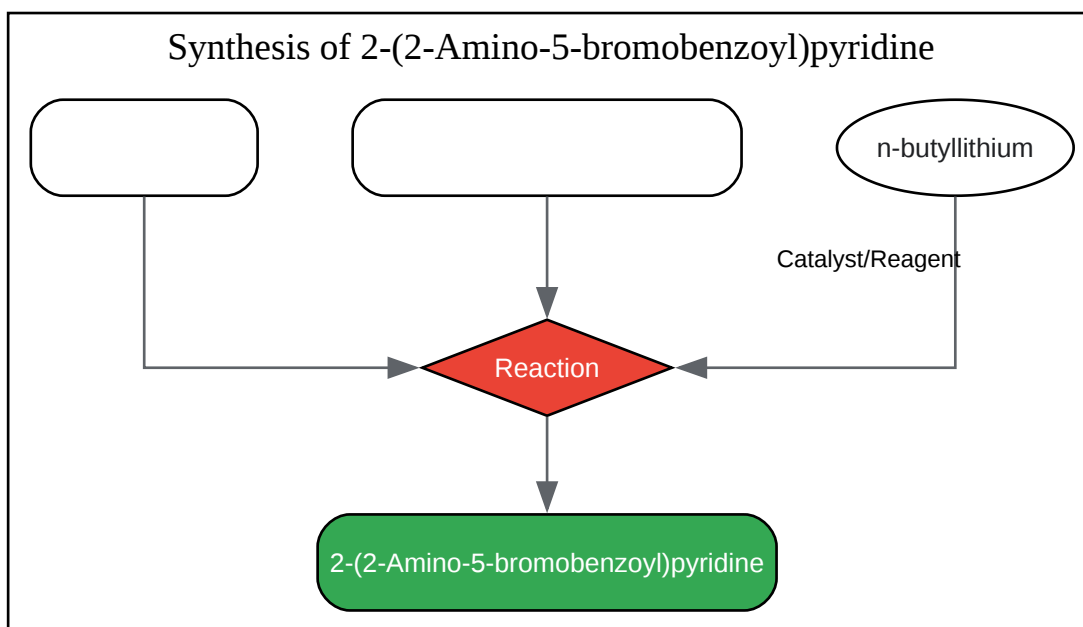 Synthesis of 2-(2-Amino-5-bromobenzoyl)pyridine
n-butyllithium
Catalyst/Reagent
Reaction
2-(2-Amino-5-bromobenzoyl)pyridine